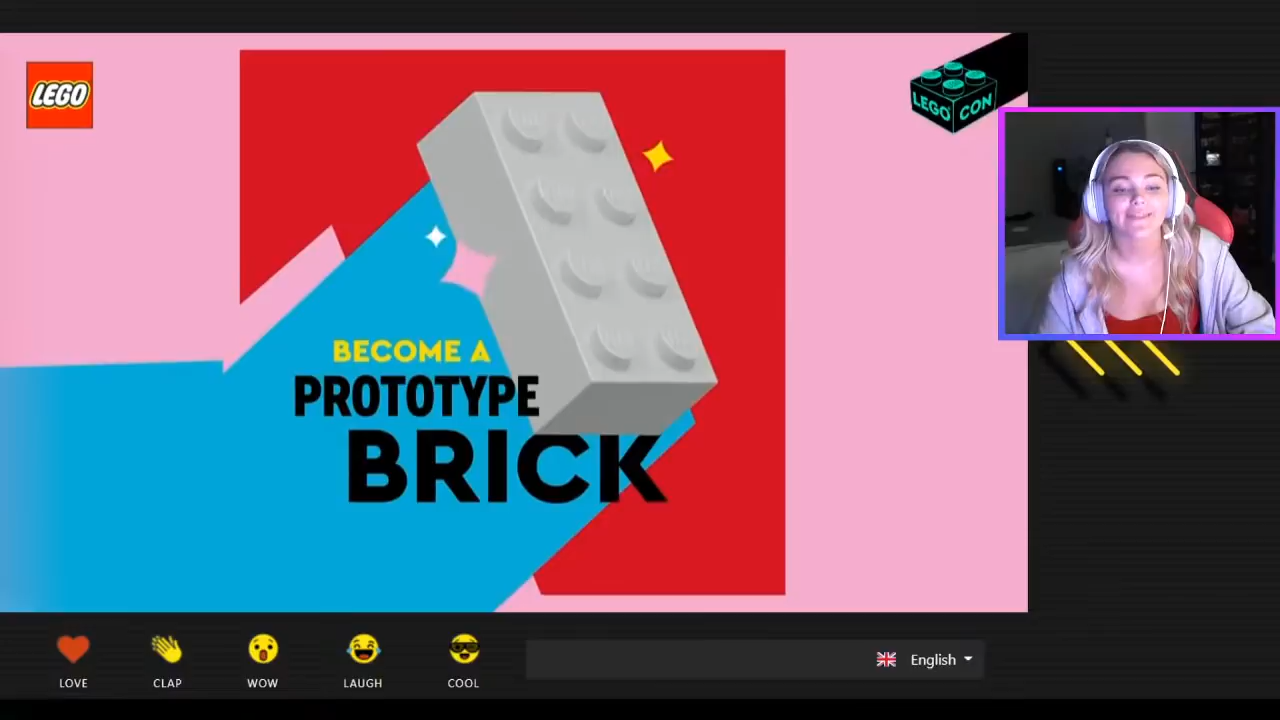 LEGO
LEGO CON
BECOME A
PROTOTYPE
BRICK
LOVE
CLAP
WOW
LAUGH
COOL
English